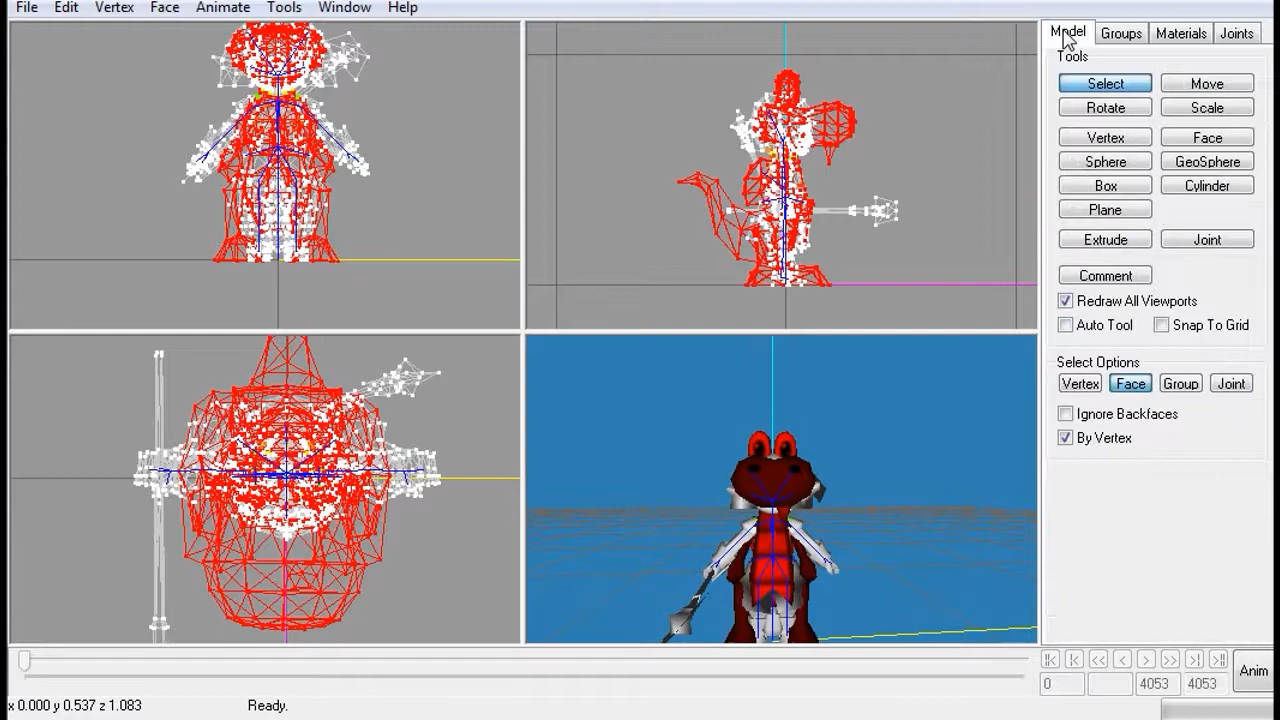 File Edit Vertex Face Animate Tools Window Help
Model Groups Materials Joints
Tools
Select Move
Rotate Scale
Vertex Face
Sphere GeoSphere
Box Cylinder
Plane
Extrude Joint
Comment
Redraw All Viewports
Auto Tool Snap To Grid
Select Options
Vertex Face Group Joint
Ignore Backfaces
By Vertex
0 4053 4053 Anim
x 0.000 y 0.537 z 1.083 Ready.